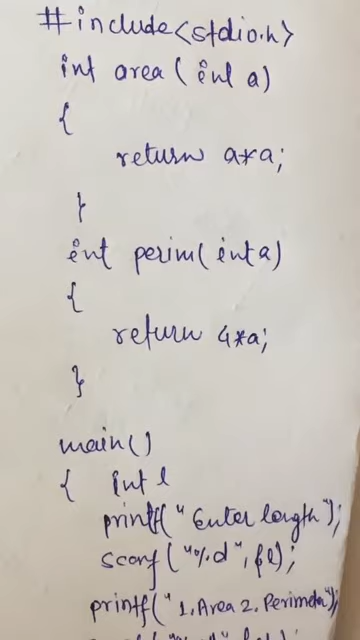 #include<stdio.h>
int area(int a)
{
return a*a;
}
int perim(int a)
{
return 4*a;
}
main()
{ int l
printf("Enter length");
scanf("%d",&l);
printf("1.Area 2.Perimeter");